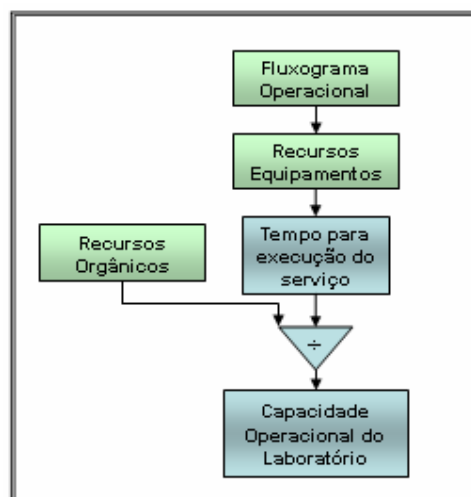 Fluxograma
Operacional
Recursos
Equipamentos
Recursos
Orgânicos
Tempo para
execução do
serviço
÷
Capacidade
Operacional do
Laboratório